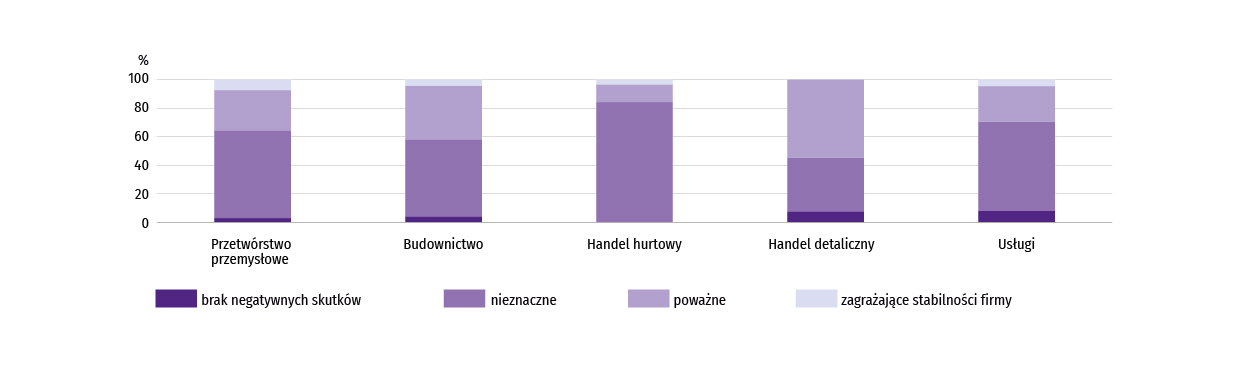 %
100
80
60
40
20
0
Przetwórstwo
przemysłowe
Budownictwo
Handel hurtowy
Handel detaliczny
Usługi
brak negatywnych skutków
nieznaczne
poważne
zagrażające stabilności firmy